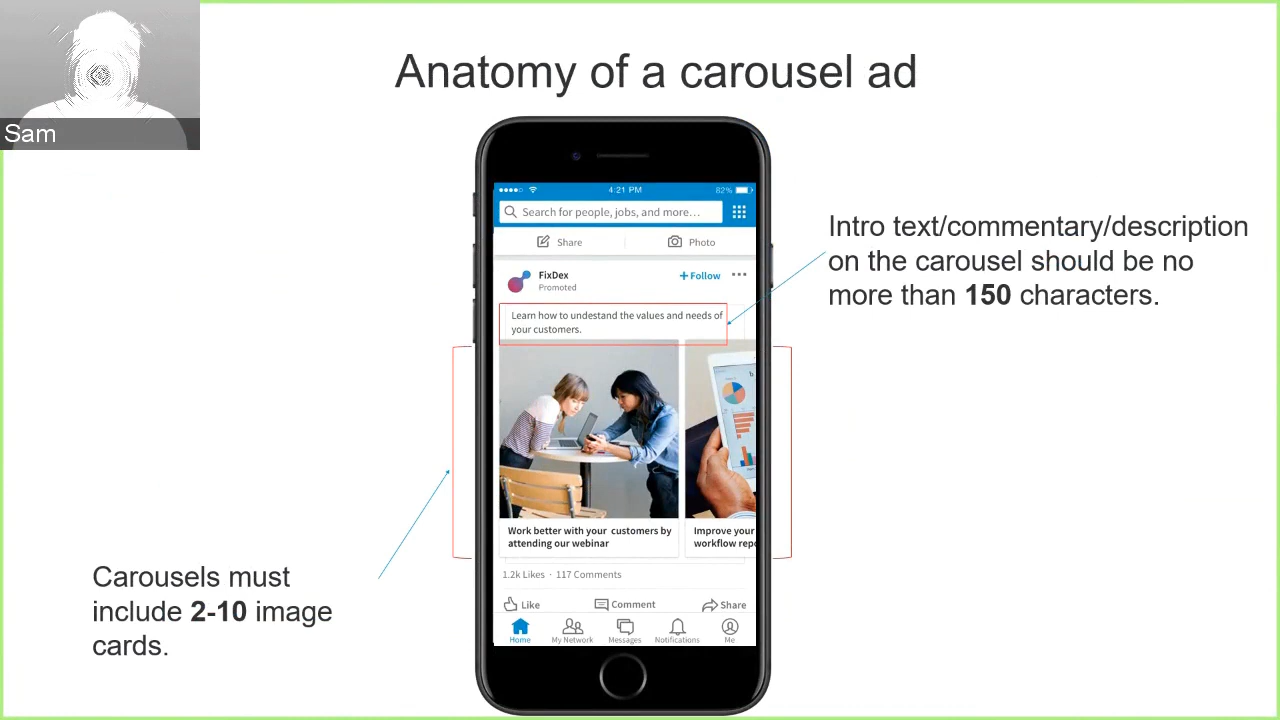 Sam
Anatomy of a carousel ad
4:21 PM
82%
Search for people, jobs, and more...
Share
Photo
FixDex
+ Follow
Promoted
Learn how to undestand the values and needs of
your customers.
Work better with your customers by
attending our webinar
Improve your
workflow repo
1.2k Likes · 117 Comments
Like
Comment
Share
Home
My Network
Messages
Notifications
Me
Intro text/commentary/description
on the carousel should be no
more than 150 characters.
Carousels must
include 2-10 image
cards.